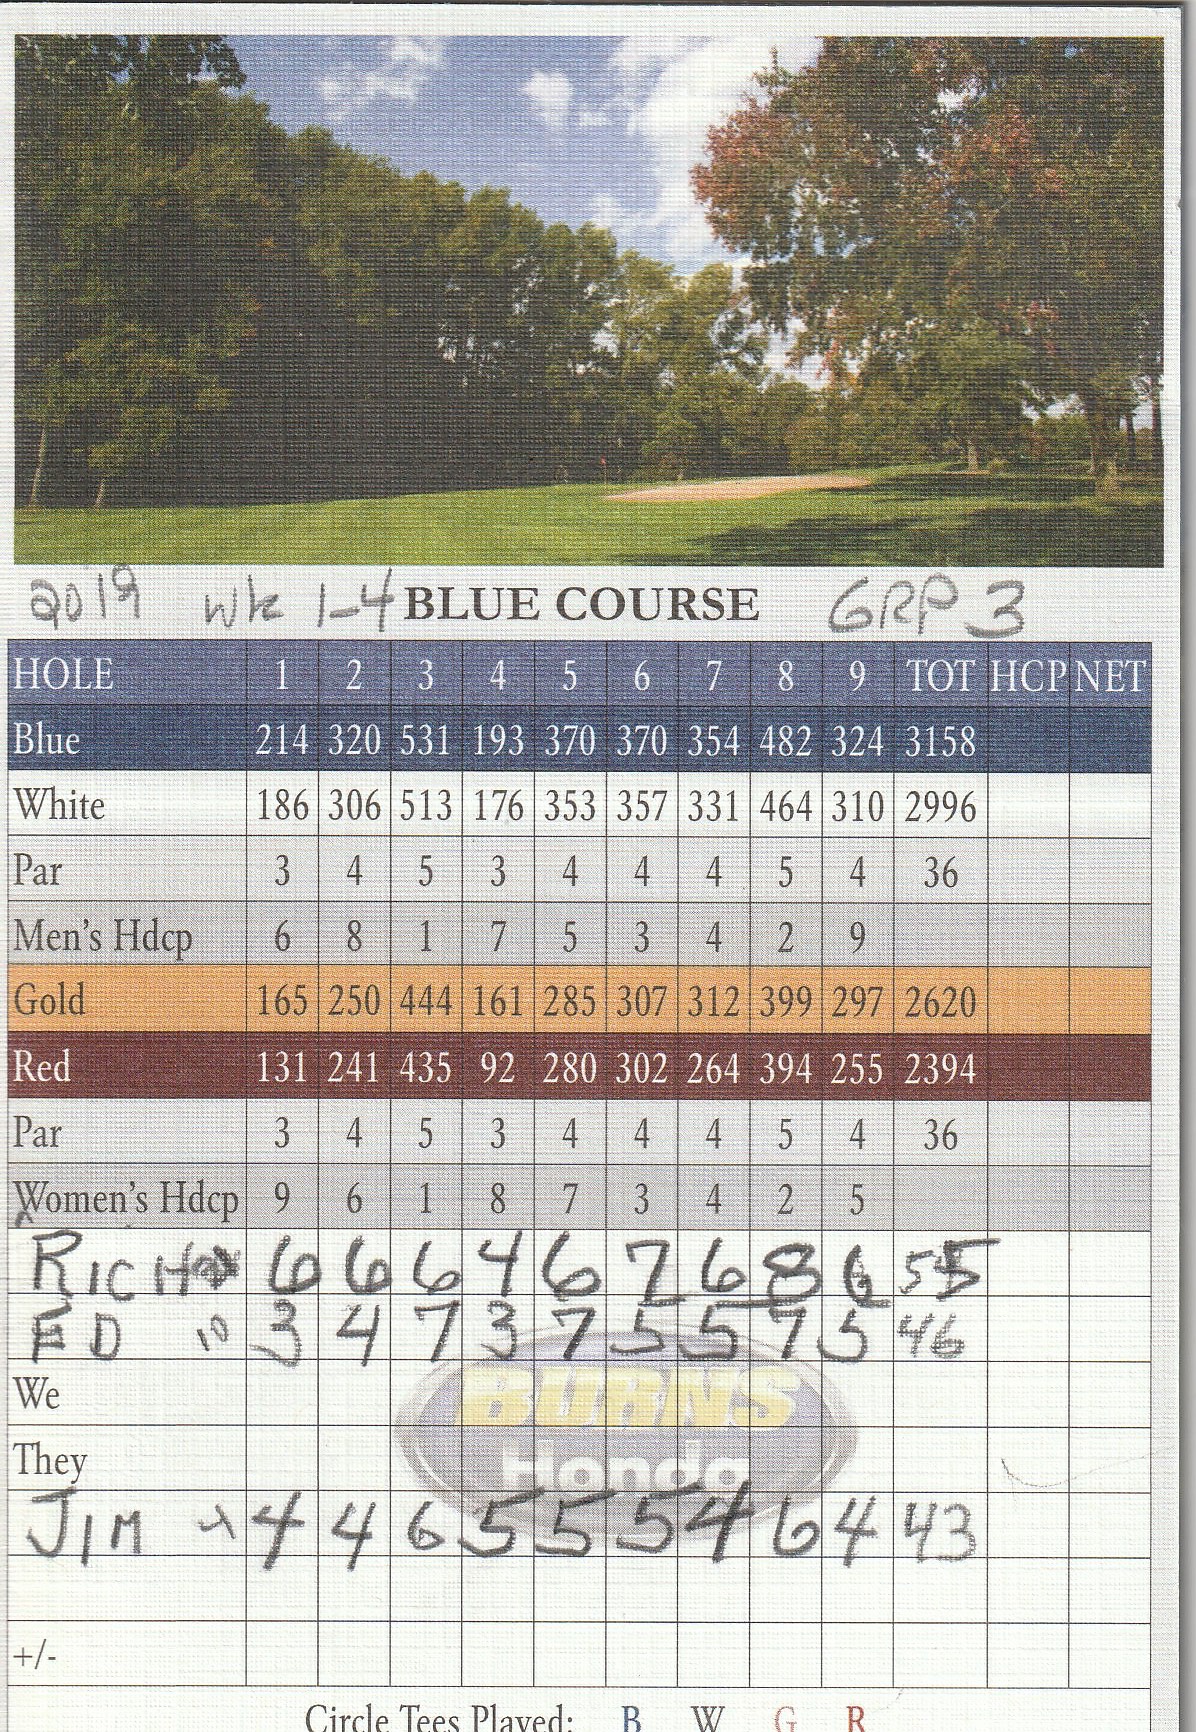 2019 Wk 1-4 BLUE COURSE GRP 3
HOLE 1 2 3 4 5 6 7 8 9 TOT HCP NET
Blue 214 320 531 193 370 370 354 482 324 3158
White 186 306 513 176 353 357 331 464 310 2996
Par 3 4 5 3 4 4 4 5 4 36
Men's Hdcp 6 8 1 7 5 3 4 2 9
Gold 165 250 444 161 285 307 312 399 297 2620
Red 131 241 435 92 280 302 264 394 255 2394
Par 3 4 5 3 4 4 4 5 4 36
Women's Hdcp 9 6 1 8 7 3 4 2 5
RICH 6 6 6 4 6 7 6 8 6 55
ED 10 3 4 7 3 7 5 5 7 5 46
We
BURNS
They
Honda
JIM 4 4 6 5 5 5 4 6 4 43
+/-
Circle Tees Played: B W G R